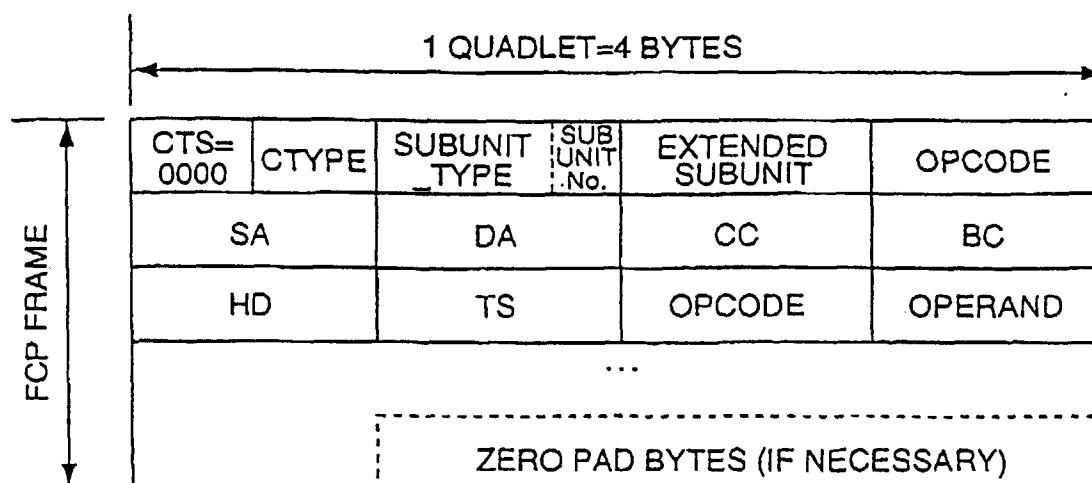 1 QUADLET=4 BYTES
CTS=
0000
CTYPE
SUBUNIT
_TYPE
SUB
UNIT
No.
EXTENDED
SUBUNIT
OPCODE
SA
DA
CC
BC
HD
TS
OPCODE
OPERAND
...
ZERO PAD BYTES (IF NECESSARY)
FCP FRAME